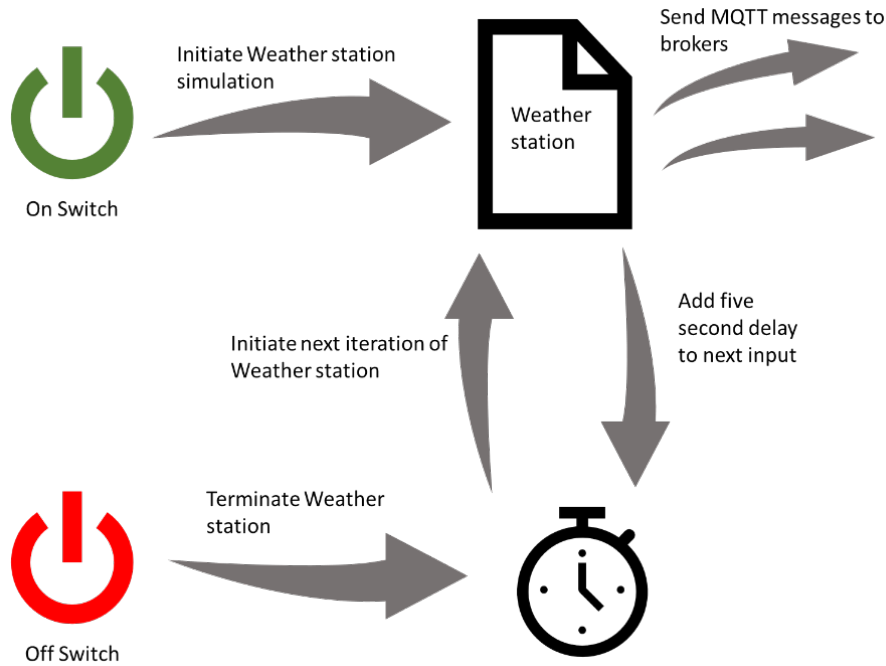 Send MQTT messages to
brokers
Initiate Weather station
simulation
Weather
station
On Switch
Add five
second delay
to next input
Initiate next iteration of
Weather station
Terminate Weather
station
Off Switch